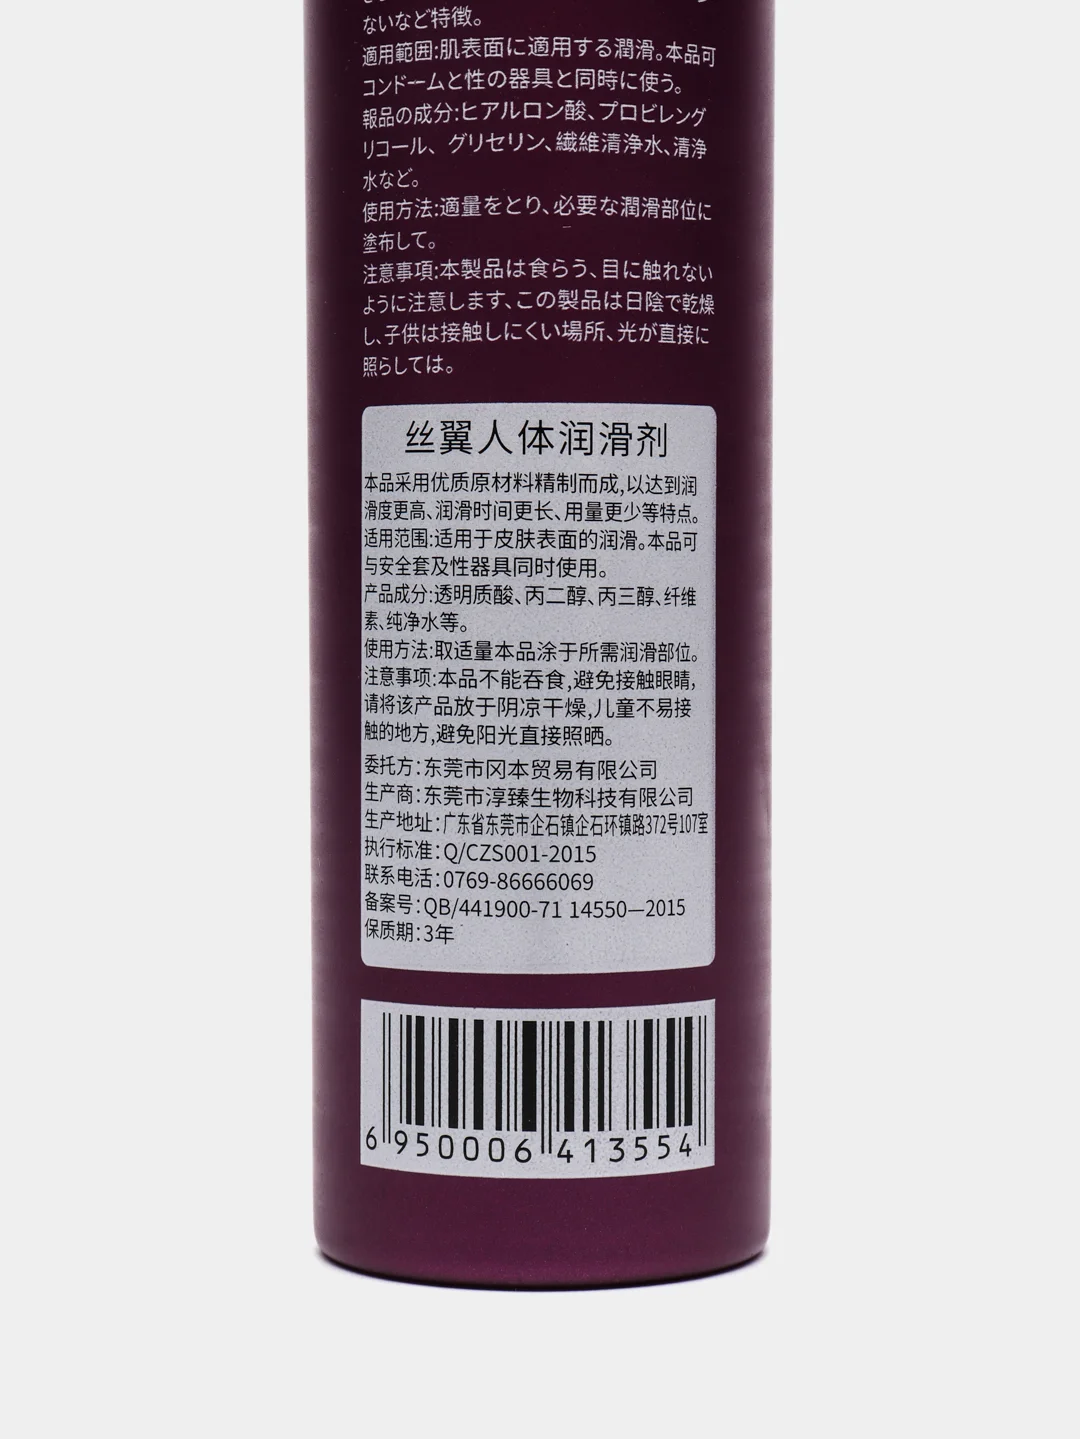 ないなど特徴。
適用範囲:肌表面に適用する潤滑。本品可
コンドームと性の器具と同時に使う。
報品の成分:ヒアルロン酸、プロビレング
リコール、グリセリン、繊維清浄水、清浄
水など。
使用方法:適量をとり、必要な潤滑部位に
塗布して。
注意事項:本製品は食らう、目に触れない
ように注意します、この製品は日陰で乾燥
し、子供は接触しにくい場所、光が直接に
照らしては。
丝翼人体润滑剂
本品采用优质原材料精制而成,以达到润
滑度更高、润滑时间更长、用量更少等特点。
适用范围:适用于皮肤表面的润滑。本品可
与安全套及性器具同时使用。
产品成分:透明质酸、丙二醇、丙三醇、纤维
素、纯净水等。
使用方法:取适量本品涂于所需润滑部位。
注意事项:本品不能吞食,避免接触眼睛,
请将该产品放于阴凉干燥,儿童不易接
触的地方,避免阳光直接照晒。
委托方:东莞市冈本贸易有限公司
生产商:东莞市淳臻生物科技有限公司
生产地址:广东省东莞市企石镇企石环镇路372号107室
执行标准:Q/CZS001-2015
联系电话:0769-86666069
备案号:QB/441900-71 14550—2015
保质期:3年
6 950006 413554